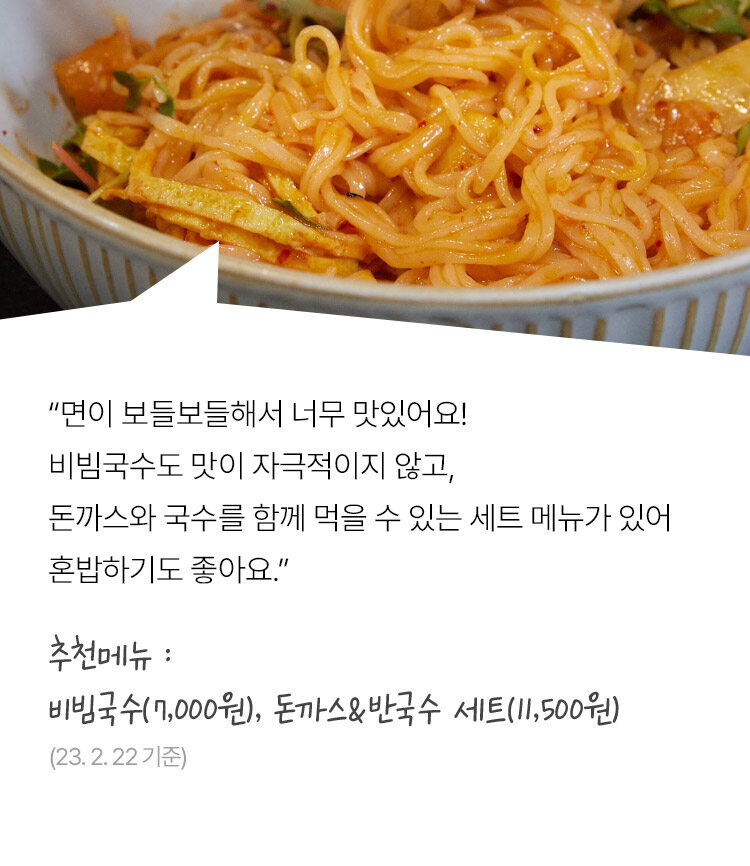 “면이 보들보들해서 너무 맛있어요!
비빔국수도 맛이 자극적이지 않고,
돈까스와 국수를 함께 먹을 수 있는 세트 메뉴가 있어
혼밥하기도 좋아요.”
추천메뉴 :
비빔국수(7,000원), 돈까스&반국수 세트(11,500원)
(23. 2. 22 기준)